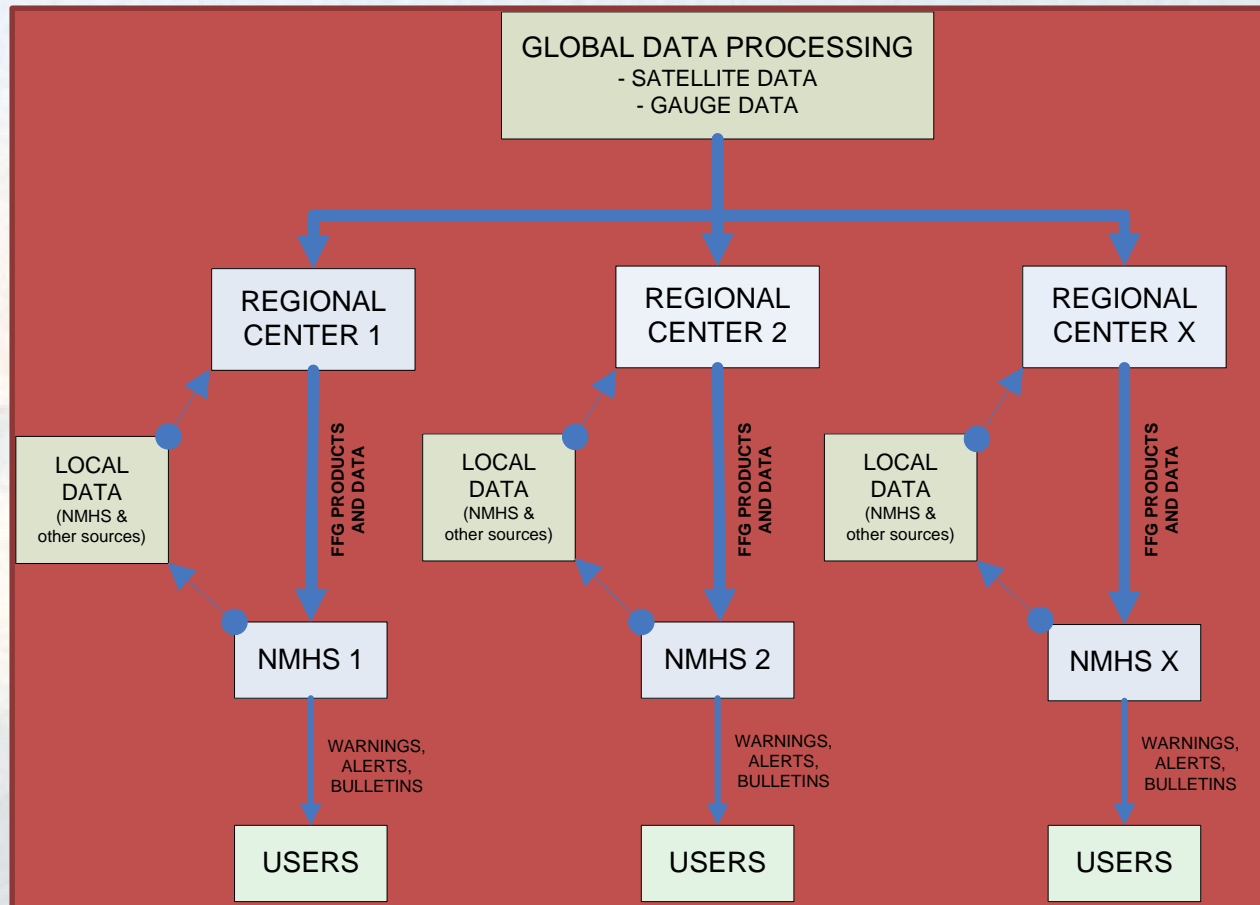 GLOBAL DATA PROCESSING
- SATELLITE DATA
- GAUGE DATA
REGIONAL
CENTER 1
REGIONAL
CENTER 2
REGIONAL
CENTER X
LOCAL
DATA
(NMHS &
other sources)
FFG PRODUCTS
AND DATA
LOCAL
DATA
(NMHS &
other sources)
FFG PRODUCTS
AND DATA
LOCAL
DATA
(NMHS &
other sources)
FFG PRODUCTS
AND DATA
NMHS 1
NMHS 2
NMHS X
WARNINGS,
ALERTS,
BULLETINS
WARNINGS,
ALERTS,
BULLETINS
WARNINGS,
ALERTS,
BULLETINS
USERS
USERS
USERS